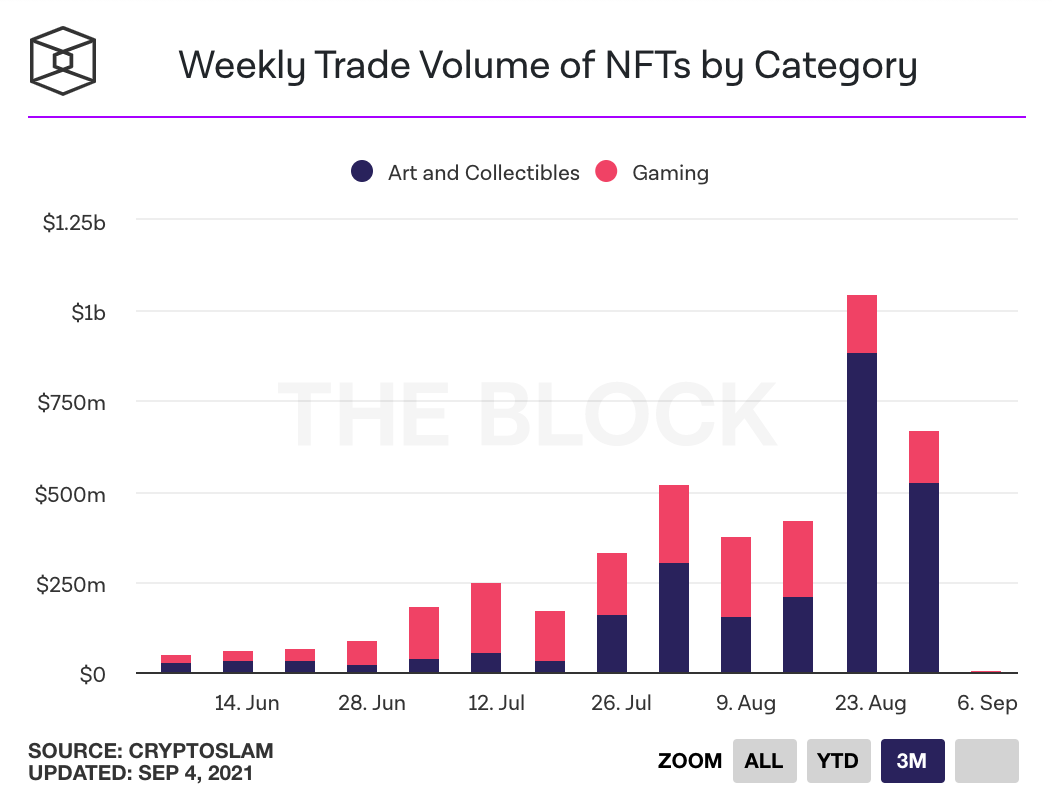 Weekly Trade Volume of NFTs by Category
Art and Collectibles Gaming
$1.25b
$1b
$750m
$500m
$250m
$0
THE BLOCK
14. Jun 28. Jun 12. Jul 26. Jul 9. Aug 23. Aug 6. Sep
SOURCE: CRYPTOSLAM
UPDATED: SEP 4, 2021
ZOOM ALL YTD 3M